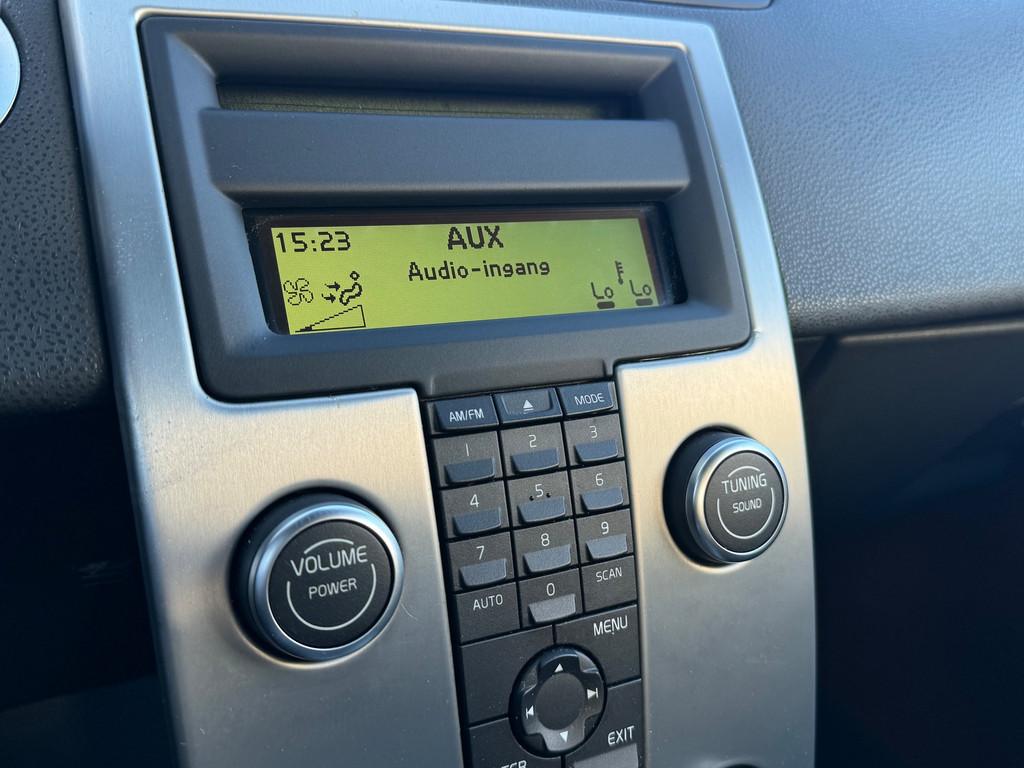 15:23
AUX
Audio-ingang
Lo Lo
AM/FM MODE
1 2 3
4 5 6
7 8 9
AUTO 0 SCAN
VOLUME
POWER
TUNING
SOUND
MENU
EXIT